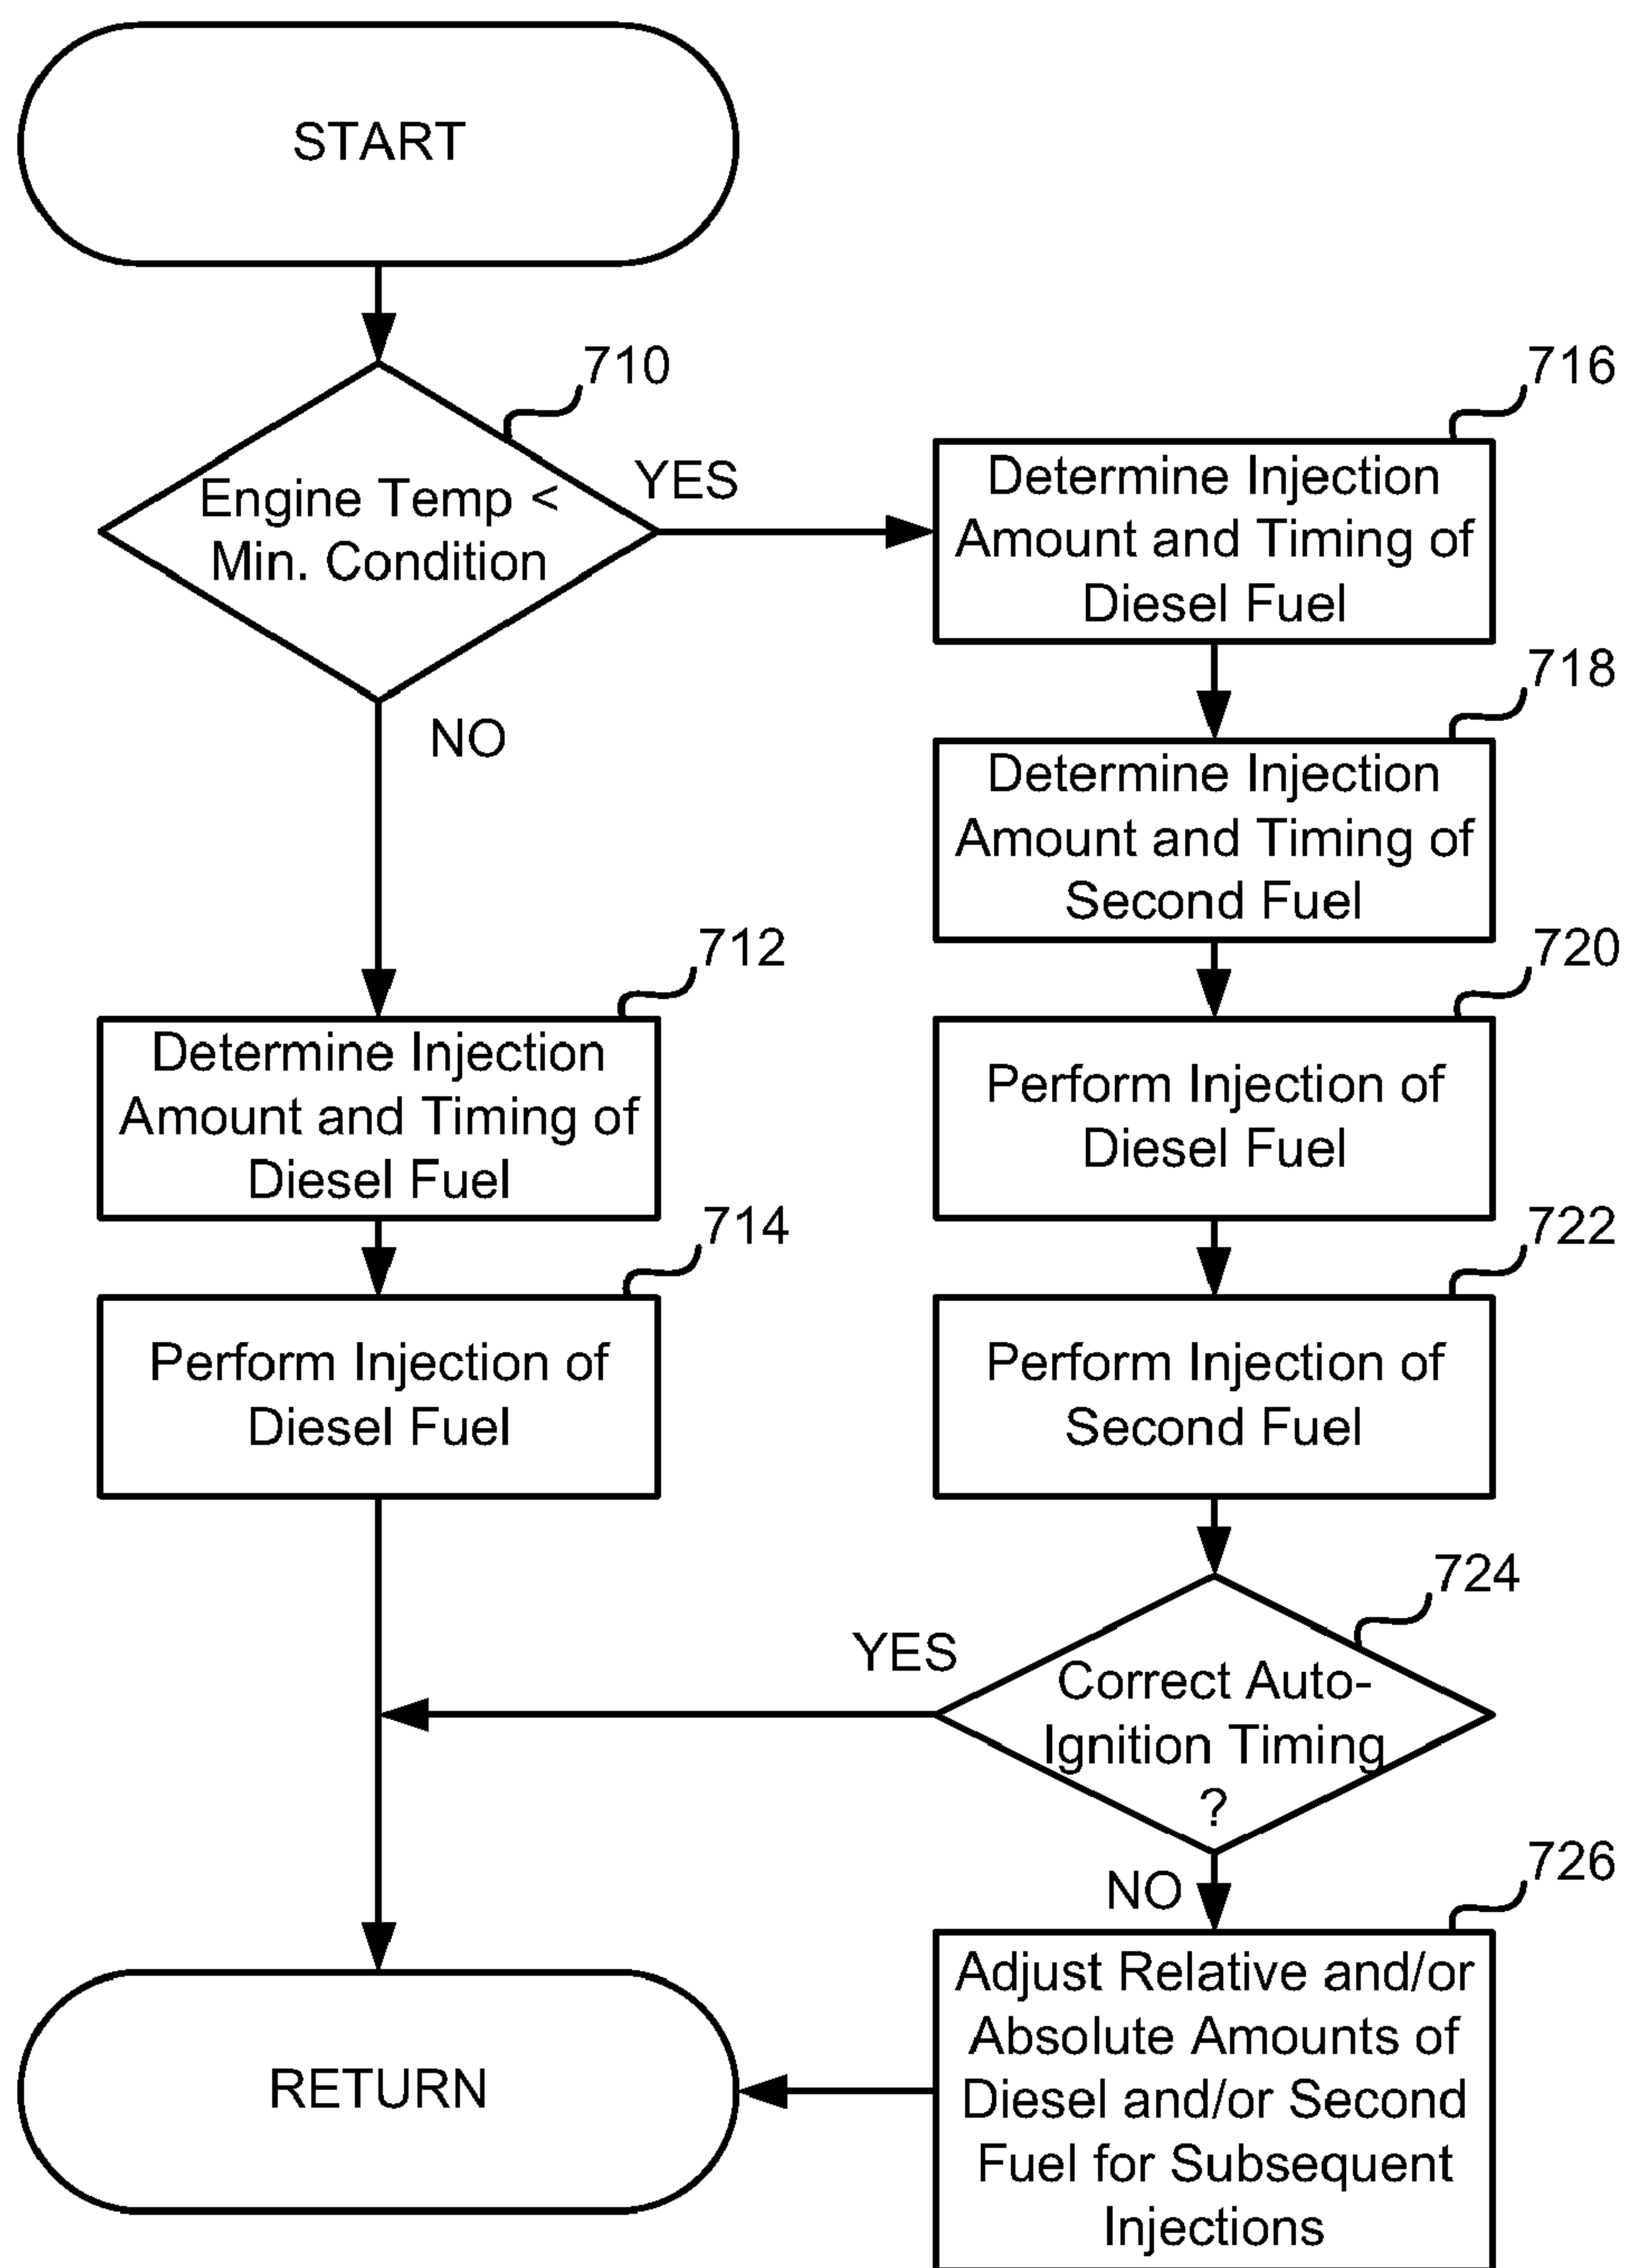 START
710
Engine Temp <
Min. Condition
YES
NO
716
Determine Injection
Amount and Timing of
Diesel Fuel
718
Determine Injection
Amount and Timing of
Second Fuel
712
Determine Injection
Amount and Timing of
Diesel Fuel
720
Perform Injection of
Diesel Fuel
714
Perform Injection of
Diesel Fuel
722
Perform Injection of
Second Fuel
724
YES
Correct Auto-
Ignition Timing
?
NO
726
Adjust Relative and/or
Absolute Amounts of
Diesel and/or Second
Fuel for Subsequent
Injections
RETURN